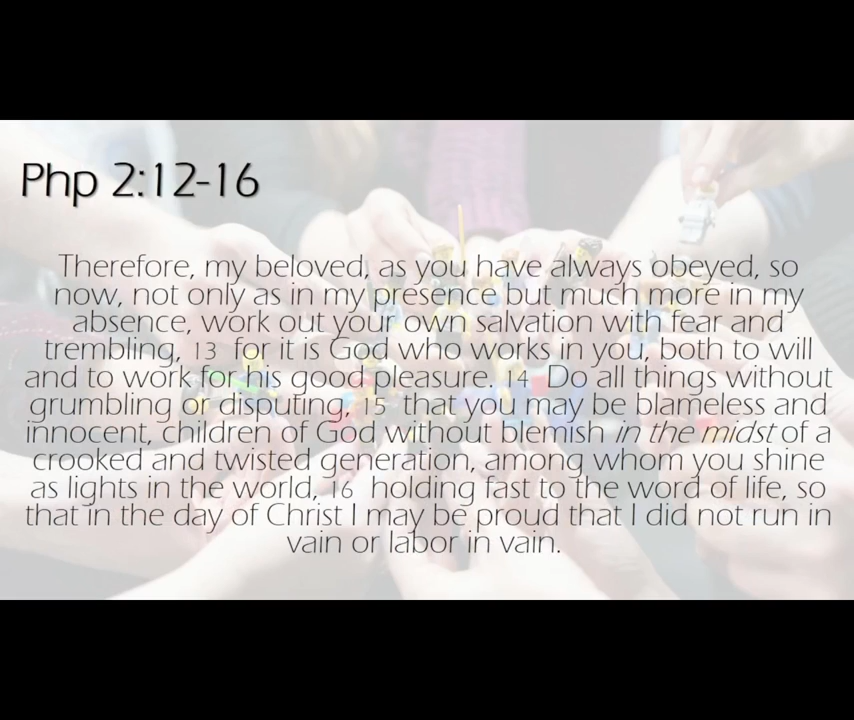 Php 2:12-16
Therefore, my beloved, as you have always obeyed, so
now, not only as in my presence but much more in my
absence, work out your own salvation with fear and
trembling, 13 for it is God who works in you, both to will
and to work for his good pleasure. 14 Do all things without
grumbling or disputing, 15 that you may be blameless and
innocent, children of God without blemish in the midst of a
crooked and twisted generation, among whom you shine
as lights in the world, 16 holding fast to the word of life, so
that in the day of Christ I may be proud that I did not run in
vain or labor in vain.